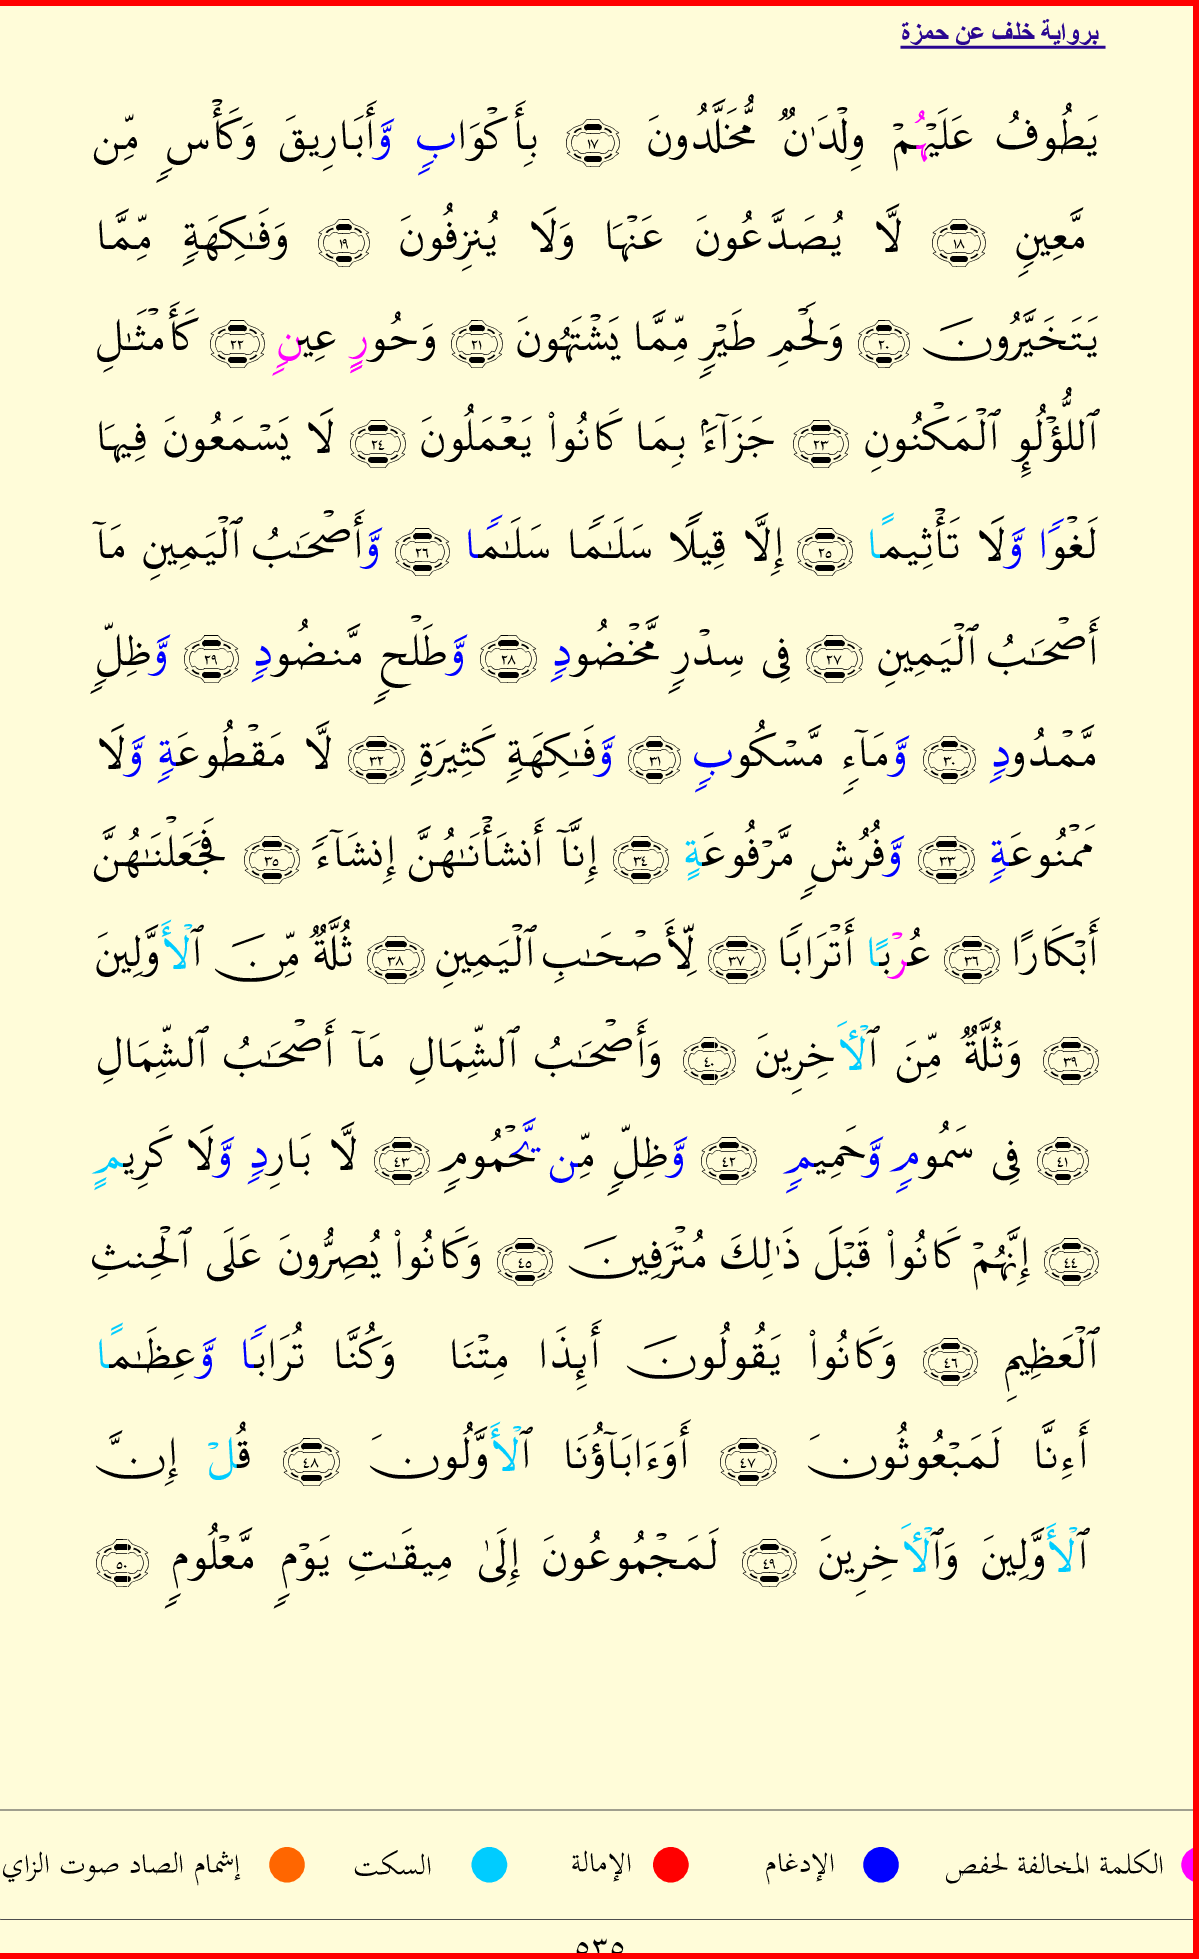 برواية خلف عن حمزة
يَطُوفُ عَلَيْهُمْ وِلْدَٰنٌ مُّخَلَّدُونَ ١٧ بِأَكْوَابٍ وَّأَبَارِيقَ وَكَأْسٍ مِّن
مَّعِينٍ ١٨ لَّا يُصَدَّعُونَ عَنْهَا وَلَا يُنزِفُونَ ١٩ وَفَٰكِهَةٍ مِّمَّا
يَتَخَيَّرُونَ ٢٠ وَلَحْمِ طَيْرٍ مِّمَّا يَشْتَهُونَ ٢١ وَحُورٍ عِينٍ ٢٢ كَأَمْثَٰلِ
ٱللُّؤْلُؤِ ٱلْمَكْنُونِ ٢٣ جَزَآءًۢ بِمَا كَانُوا۟ يَعْمَلُونَ ٢٤ لَا يَسْمَعُونَ فِيهَا
لَغْوًا وَّلَا تَأْثِيمًا ٢٥ إِلَّا قِيلًا سَلَٰمًا سَلَٰمًا ٢٦ وَّأَصْحَٰبُ ٱلْيَمِينِ مَآ
أَصْحَٰبُ ٱلْيَمِينِ ٢٧ فِى سِدْرٍ مَّخْضُودٍ ٢٨ وَّطَلْحٍ مَّنضُودٍ ٢٩ وَّظِلٍّ
مَّمْدُودٍ ٣٠ وَّمَآءٍ مَّسْكُوبٍ ٣١ وَّفَٰكِهَةٍ كَثِيرَةٍ ٣٢ لَّا مَقْطُوعَةٍ وَّلَا
مَمْنُوعَةٍ ٣٣ وَّفُرُشٍ مَّرْفُوعَةٍ ٣٤ إِنَّآ أَنشَأْنَٰهُنَّ إِنشَآءً ٣٥ فَجَعَلْنَٰهُنَّ
أَبْكَارًا ٣٦ عُرْبًا أَتْرَابًا ٣٧ لِّأَصْحَٰبِ ٱلْيَمِينِ ٣٨ ثُلَّةٌ مِّنَ ٱلْأَوَّلِينَ
٣٩ وَثُلَّةٌ مِّنَ ٱلْأَخِرِينَ ٤٠ وَأَصْحَٰبُ ٱلشِّمَالِ مَآ أَصْحَٰبُ ٱلشِّمَالِ
٤١ فِى سَمُومٍ وَّحَمِيمٍ ٤٢ وَّظِلٍّ مِّن يَّحْمُومٍ ٤٣ لَّا بَارِدٍ وَّلَا كَرِيمٍ
٤٤ إِنَّهُمْ كَانُوا۟ قَبْلَ ذَٰلِكَ مُتْرَفِينَ ٤٥ وَكَانُوا۟ يُصِرُّونَ عَلَى ٱلْحِنثِ
ٱلْعَظِيمِ ٤٦ وَكَانُوا۟ يَقُولُونَ أَئِذَا مِتْنَا وَكُنَّا تُرَابًا وَّعِظَٰمًا
أَءِنَّا لَمَبْعُوثُونَ ٤٧ أَوَءَابَآؤُنَا ٱلْأَوَّلُونَ ٤٨ قُلْ إِنَّ
ٱلْأَوَّلِينَ وَٱلْأَخِرِينَ ٤٩ لَمَجْمُوعُونَ إِلَىٰ مِيقَٰتِ يَوْمٍ مَّعْلُومٍ ٥٠
الكلمة المخالفة لحفص الإدغام الإمالة السكت إشمام الصاد صوت الزاي
٥٣٥